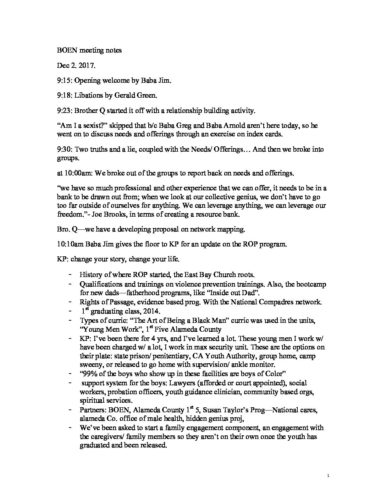 BOEN meeting notes
Dec 2, 2017.
9:15: Opening welcome by Baba Jim.
9:18: Libations by Gerald Green.
9:23: Brother Q started it off with a relationship building activity.
“Am I a sexist?” skipped that b/c Baba Greg and Baba Arnold aren’t here today, so he
went on to discuss needs and offerings through an exercise on index cards.
9:30: Two truths and a lie, coupled with the Needs/ Offerings… And then we broke into
groups.
at 10:00am: We broke out of the groups to report back on needs and offerings.
“we have so much professional and other experience that we can offer, it needs to be in a
bank to be drawn out from; when we look at our collective genius, we don’t have to go
too far outside of ourselves for anything. We can leverage anything, we can leverage our
freedom.”- Joe Brooks, in terms of creating a resource bank.
Bro. Q—we have a developing proposal on network mapping.
10:10am Baba Jim gives the floor to KP for an update on the ROP program.
KP: change your story, change your life.
- History of where ROP started, the East Bay Church roots.
- Qualifications and trainings on violence prevention trainings. Also, the bootcamp
for new dads—fatherhood programs, like “Inside out Dad”.
- Rights of Passage, evidence based prog. With the National Compadres network.
- 1st graduating class, 2014.
- Types of curric: “The Art of Being a Black Man” curric was used in the units,
“Young Men Work”, 1st Five Alameda County
- KP: I’ve been there for 4 yrs, and I’ve learned a lot. These young men I work w/
have been charged w/ a lot, I work in max security unit. These are the options on
their plate: state prison/ penitentiary, CA Youth Authority, group home, camp
sweeny, or released to go home with supervision/ ankle monitor.
- “99% of the boys who show up in these facilities are boys of Color”
- support system for the boys: Lawyers (afforded or court appointed), social
workers, probation officers, youth guidance clinician, community based orgs,
spiritual services.
- Partners: BOEN, Alameda County 1st 5, Susan Taylor’s Prog—National cares,
alameda Co. office of male health, hidden genius proj,
- We’ve been asked to start a family engagement component, an engagement with
the caregivers/ family members so they aren’t on their own once the youth has
graduated and been released.
1